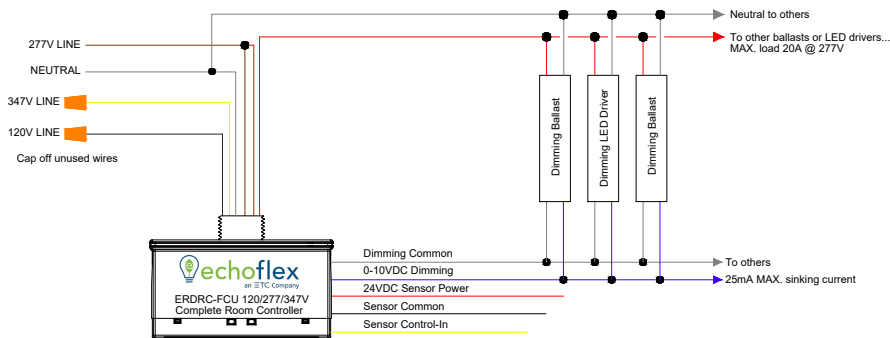 Neutral to others
277V LINE
To other ballasts or LED drivers...
MAX. load 20A @ 277V
NEUTRAL
347V LINE
120V LINE
Cap off unused wires
Dimming Ballast
Dimming LED Driver
Dimming Ballast
Dimming Common
To others
echoflex
an ETC Company
0-10VDC Dimming
25mA MAX. sinking current
24VDC Sensor Power
ERDRC-FCU 120/277/347V
Complete Room Controller
Sensor Common
Sensor Control-In